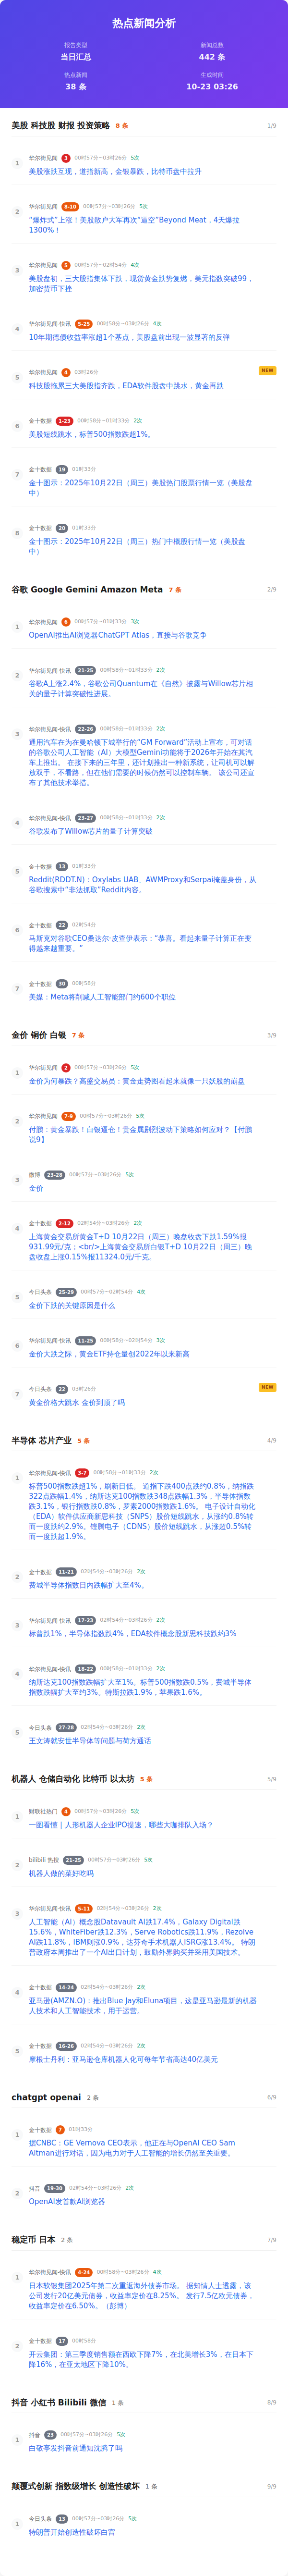 热点新闻分析
报告类型
新闻总数
当日汇总
442 条
热点新闻
生成时间
38 条
10-23 03:26
美股 科技股 财报 投资策略 8 条 1/9
1
华尔街见闻 3 00时57分~03时26分 5次
美股涨跌互现，道指新高，金银暴跌，比特币盘中拉升
2
华尔街见闻 8-10 00时57分~03时26分 5次
“爆炸式”上涨！美股散户大军再次“逼空”Beyond Meat，4天爆拉
1300%！
3
华尔街见闻 5 00时57分~02时54分 4次
美股盘初，三大股指集体下跌，现货黄金跌势复燃，美元指数突破99，
加密货币下挫
4
华尔街见闻-快讯 5-25 00时58分~03时26分 4次
10年期德债收益率涨超1个基点，美股盘前出现一波显著的反弹
5
华尔街见闻 4 03时26分
NEW
科技股拖累三大美股指齐跌，EDA软件股盘中跳水，黄金再跌
6
金十数据 1-23 00时58分~01时33分 2次
美股短线跳水，标普500指数跌超1%。
7
金十数据 19 01时33分
金十图示：2025年10月22日（周三）美股热门股票行情一览（美股盘
中）
8
金十数据 20 01时33分
金十图示：2025年10月22日（周三）热门中概股行情一览（美股盘
中）
谷歌 Google Gemini Amazon Meta 7 条 2/9
1
华尔街见闻 6 00时57分~01时33分 3次
OpenAI推出AI浏览器ChatGPT Atlas，直接与谷歌竞争
2
华尔街见闻-快讯 21-25 00时58分~01时33分 2次
谷歌A上涨2.4%，谷歌公司Quantum在《自然》披露与Willow芯片相
关的量子计算突破性进展。
3
华尔街见闻-快讯 22-26 00时58分~01时33分 2次
通用汽车在为在曼哈顿下城举行的“GM Forward”活动上宣布，可对话
的谷歌公司人工智能（AI）大模型Gemini功能将于2026年开始在其汽
车上推出。 在接下来的三年里，还计划推出一种新系统，让司机可以解
放双手，不看路，但在他们需要的时候仍然可以控制车辆。 该公司还宣
布了其他技术举措。
4
华尔街见闻-快讯 23-27 00时58分~01时33分 2次
谷歌发布了Willow芯片的量子计算突破
5
金十数据 13 01时33分
Reddit(RDDT.N)：Oxylabs UAB、AWMProxy和Serpai掩盖身份，从
谷歌搜索中“非法抓取”Reddit内容。
6
金十数据 22 02时54分
马斯克对谷歌CEO桑达尔·皮查伊表示：“恭喜。看起来量子计算正在变
得越来越重要。”
7
金十数据 30 00时58分
美媒：Meta将削减人工智能部门约600个职位
金价 铜价 白银 7 条 3/9
1
华尔街见闻 2 00时57分~03时26分 5次
金价为何暴跌？高盛交易员：黄金走势图看起来就像一只妖股的崩盘
2
华尔街见闻 7-9 00时57分~03时26分 5次
付鹏：黄金暴跌！白银逼仓！贵金属剧烈波动下策略如何应对？【付鹏
说9】
3
微博 23-28 00时57分~03时26分 5次
金价
4
金十数据 2-12 02时54分~03时26分 2次
上海黄金交易所黄金T+D 10月22日（周三）晚盘收盘下跌1.59%报
931.99元/克；<br/>上海黄金交易所白银T+D 10月22日（周三）晚
盘收盘上涨0.15%报11324.0元/千克。
5
今日头条 25-29 00时57分~02时54分 4次
金价下跌的关键原因是什么
6
华尔街见闻-快讯 11-25 00时58分~02时54分 3次
金价大跌之际，黄金ETF持仓量创2022年以来新高
7
今日头条 22 03时26分
NEW
黄金价格大跳水 金价到顶了吗
半导体 芯片产业 5 条 4/9
1
华尔街见闻-快讯 3-7 00时58分~01时33分 2次
标普500指数跌超1%，刷新日低。 道指下跌400点跌约0.8%，纳指跌
322点跌幅1.4%，纳斯达克100指数跌348点跌幅1.3%，半导体指数
跌3.1%，银行指数跌0.8%，罗素2000指数跌1.6%。 电子设计自动化
（EDA）软件供应商新思科技（SNPS）股价短线跳水，从涨约0.8%转
而一度跌约2.9%。铿腾电子（CDNS）股价短线跳水，从涨超0.5%转
而一度跌超1.9%。
2
金十数据 11-21 02时54分~03时26分 2次
费城半导体指数日内跌幅扩大至4%。
3
华尔街见闻-快讯 17-23 02时54分~03时26分 2次
标普跌1%，半导体指数跌4%，EDA软件概念股新思科技跌约3%
4
华尔街见闻-快讯 18-22 00时58分~01时33分 2次
纳斯达克100指数跌幅扩大至1%。标普500指数跌0.5%，费城半导体
指数跌幅扩大至约3%。特斯拉跌1.9%，苹果跌1.6%。
5
今日头条 27-28 02时54分~03时26分 2次
王文涛就安世半导体等问题与荷方通话
机器人 仓储自动化 比特币 以太坊 5 条 5/9
1
财联社热门 4 00时57分~03时26分 5次
一图看懂 | 人形机器人企业IPO提速，哪些大咖排队入场？
2
bilibili 热搜 21-25 00时57分~03时26分 5次
机器人做的菜好吃吗
3
华尔街见闻-快讯 5-11 02时54分~03时26分 2次
人工智能（AI）概念股Datavault AI跌17.4%，Galaxy Digital跌
15.6%，WhiteFiber跌12.3%，Serve Robotics跌11.9%，Rezolve
AI跌11.8%，IBM则涨0.9%，达芬奇手术机器人ISRG涨13.4%。 特朗
普政府本周推出了一个AI出口计划，鼓励外界购买并采用美国技术。
4
金十数据 14-24 02时54分~03时26分 2次
亚马逊(AMZN.O)：推出Blue Jay和Eluna项目，这是亚马逊最新的机器
人技术和人工智能技术，用于运营。
5
金十数据 16-26 02时54分~03时26分 2次
摩根士丹利：亚马逊仓库机器人化可每年节省高达40亿美元
chatgpt openai 2 条 6/9
1
金十数据 7 01时33分
据CNBC：GE Vernova CEO表示，他正在与OpenAI CEO Sam
Altman进行对话，因为电力对于人工智能的增长仍然至关重要。
2
抖音 19-30 02时54分~03时26分 2次
OpenAI发首款AI浏览器
稳定币 日本 2 条 7/9
1
华尔街见闻-快讯 4-24 00时58分~03时26分 4次
日本软银集团2025年第二次重返海外债券市场。 据知情人士透露，该
公司发行20亿美元债券，收益率定价在8.25%。 发行7.5亿欧元债券，
收益率定价在6.50%。（彭博）
2
金十数据 17 00时58分
开云集团：第三季度销售额在西欧下降7%，在北美增长3%，在日本下
降16%，在亚太地区下降10%。
抖音 小红书 Bilibili 微信 1 条 8/9
1
抖音 23 00时57分~03时26分 5次
白敬亭发抖音前通知沈腾了吗
颠覆式创新 指数级增长 创造性破坏 1 条 9/9
1
今日头条 13 00时57分~03时26分 5次
特朗普开始创造性破坏白宫